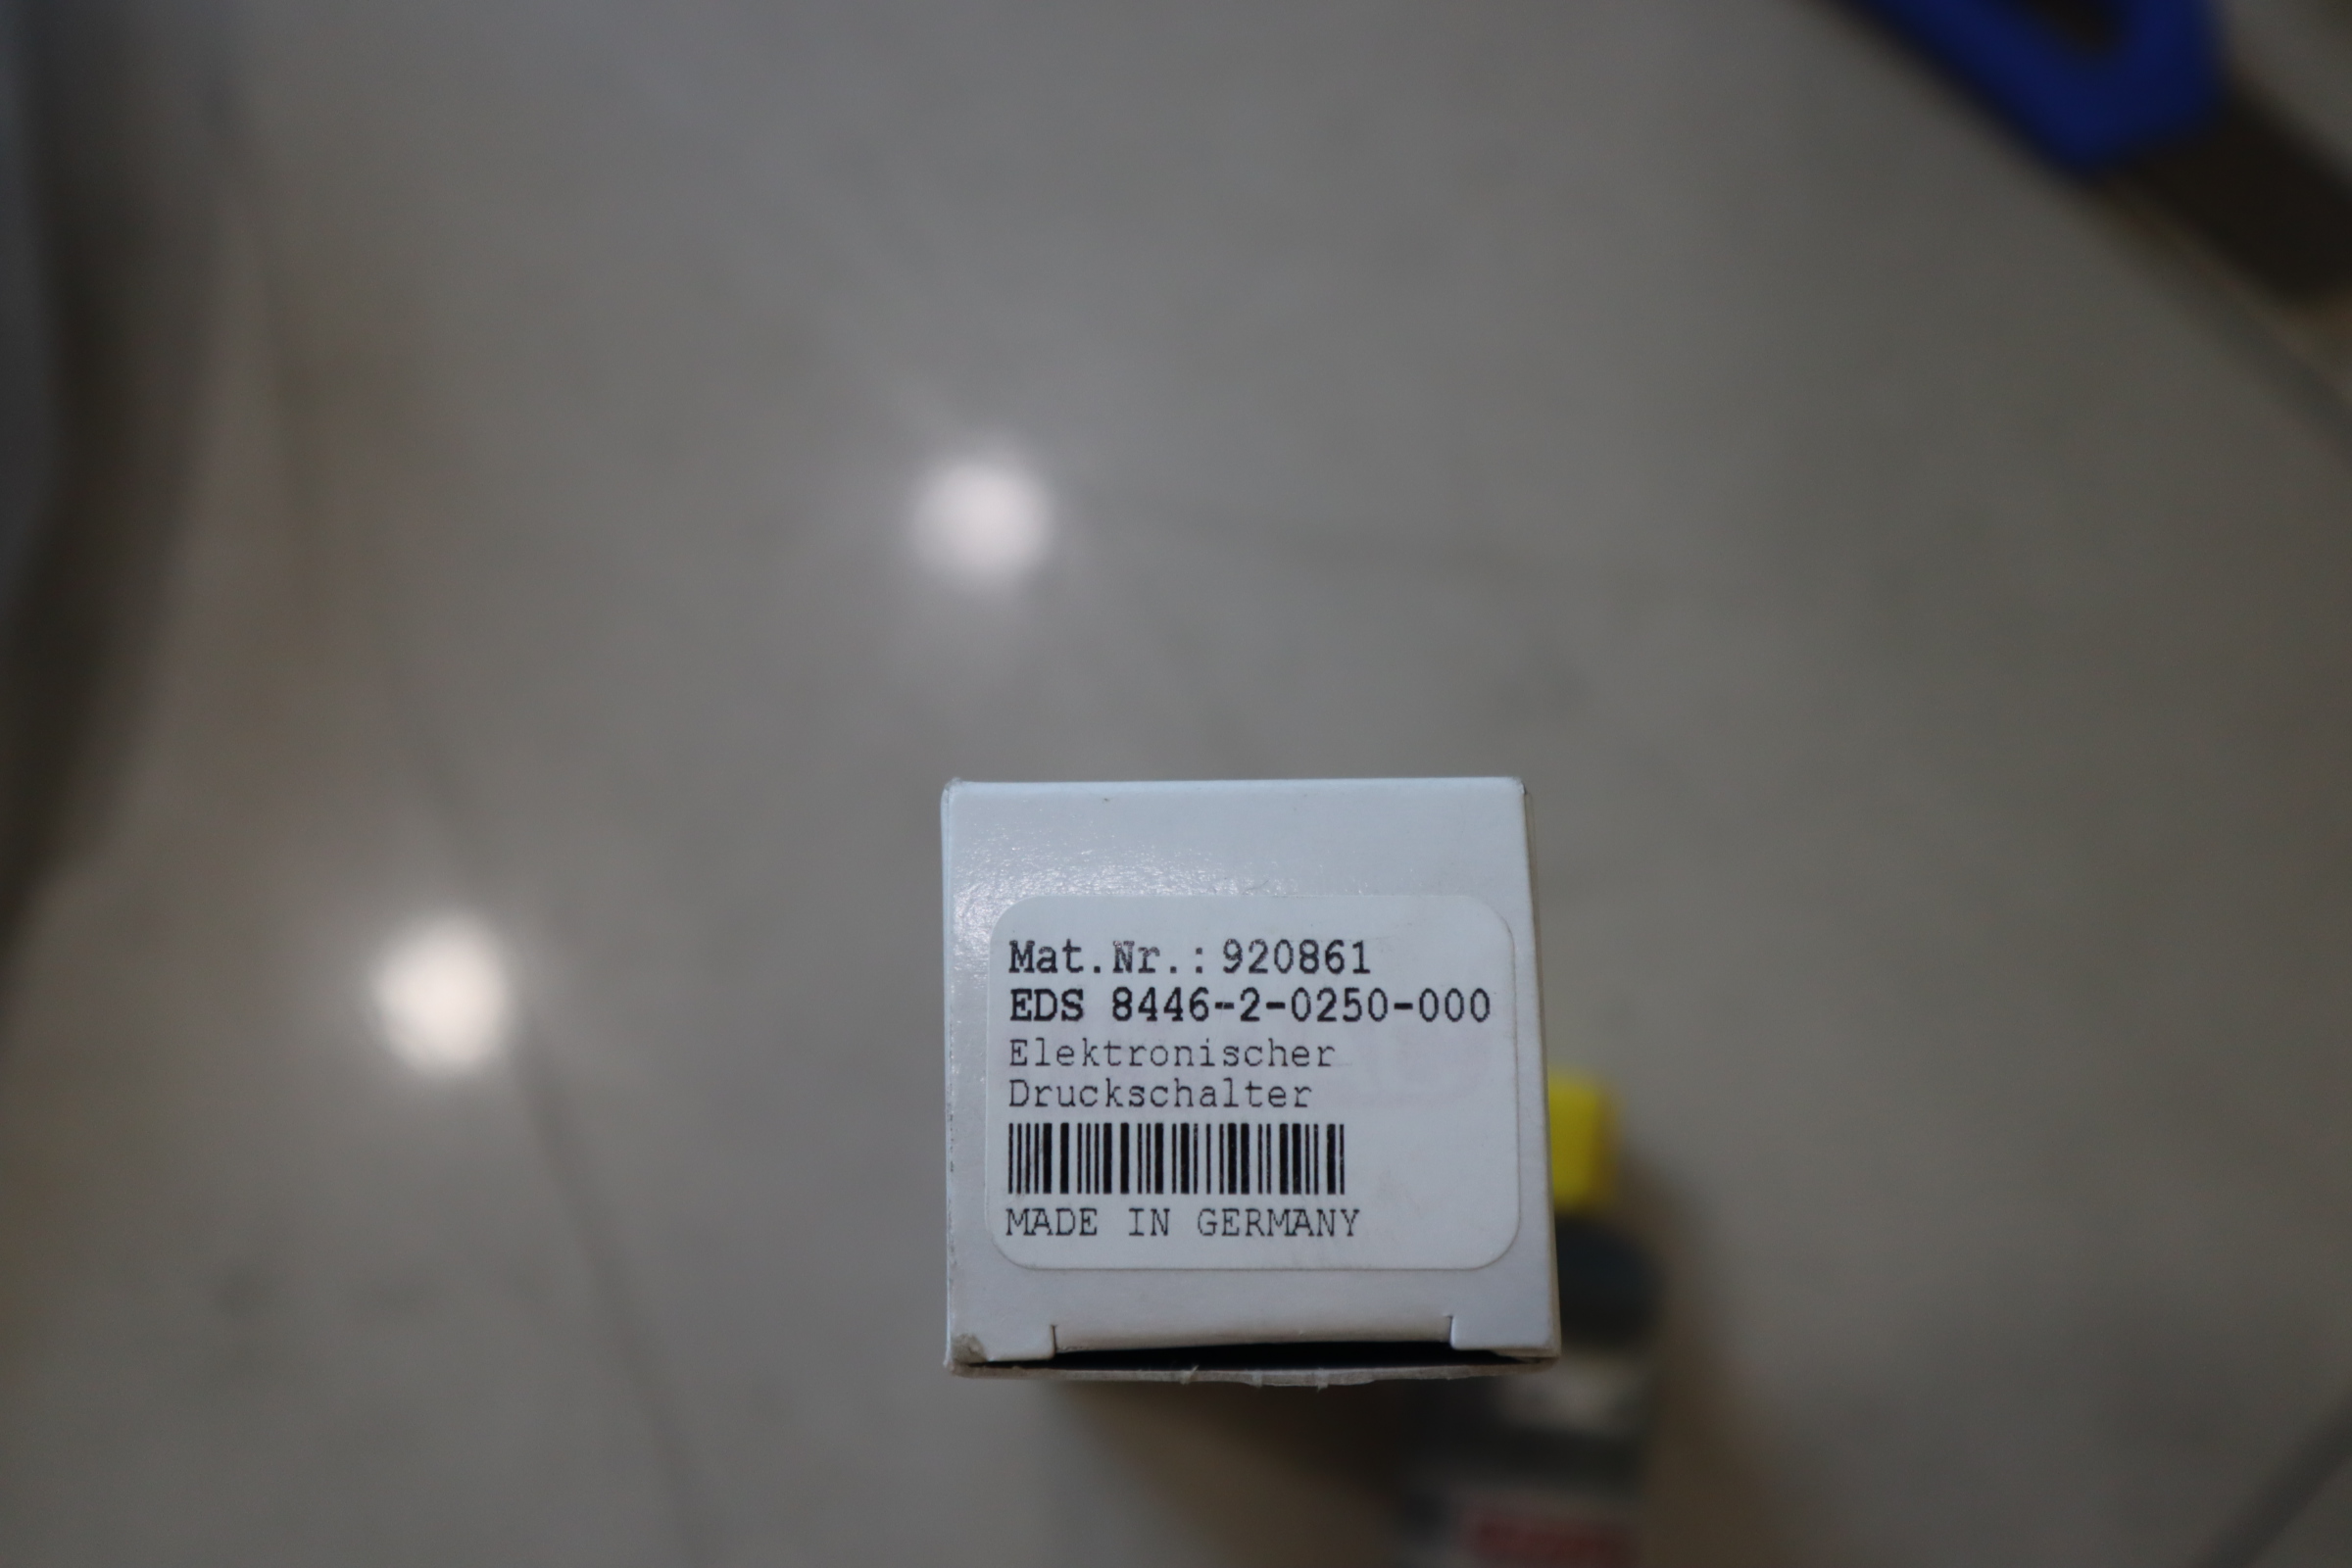 Mat.Nr.: 920861
EDS 8446-2-0250-000
Elektronischer
Druckschalter
MADE IN GERMANY